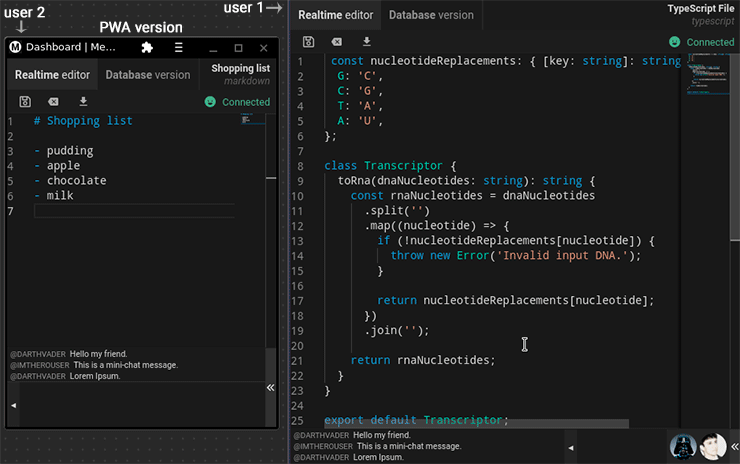 user 2
PWA version
Dashboard | Me...
Realtime editor
Database version
Shopping list
markdown
Connected
1 # Shopping list
2
3 - pudding
4 - apple
5 - chocolate
6 - milk
7
@DARTHVADER Hello my friend.
@IMTHEROUSER This is a mini-chat message.
@DARTHVADER Lorem Ipsum.
user 1
Realtime editor
Database version
TypeScript File
typescript
Connected
1 const nucleotideReplacements: { [key: string]: string
2 G: 'C',
3 C: 'G',
4 T: 'A',
5 A: 'U',
6 };
7
8 class Transcriptor {
9 toRna(dnaNucleotides: string): string {
10 const rnaNucleotides = dnaNucleotides
11 .split('')
12 .map((nucleotide) => {
13 if (!nucleotideReplacements[nucleotide]) {
14 throw new Error('Invalid input DNA.');
15 }
16
17 return nucleotideReplacements[nucleotide];
18 })
19 .join('');
20
21 return rnaNucleotides;
22 }
23 }
24
25 export default Transcriptor;
@DARTHVADER Hello my friend.
@IMTHEROUSER This is a mini-chat message.
@DARTHVADER Lorem Ipsum.